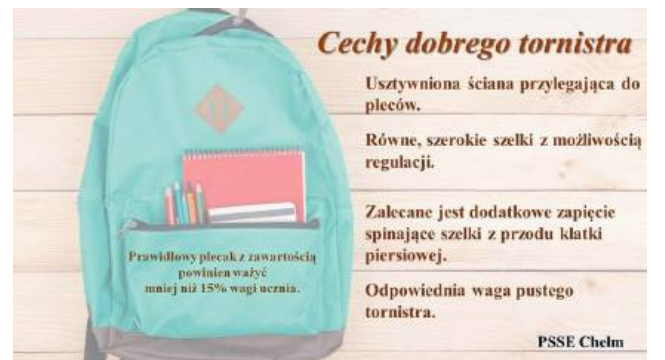 Cechy dobrego tornistra
Usztywniona ściana przylegająca do
pleców.
Równe, szerokie szelki z możliwością
regulacji.
Zalecane jest dodatkowe zapięcie
spinające szelki z przodu klatki
piersiowej.
Odpowiednia waga pustego
tornistra.
Prawidłowy plecak z zawartością
powinien ważyć
mniej niż 15% wagi ucznia.
PSSE Chełm